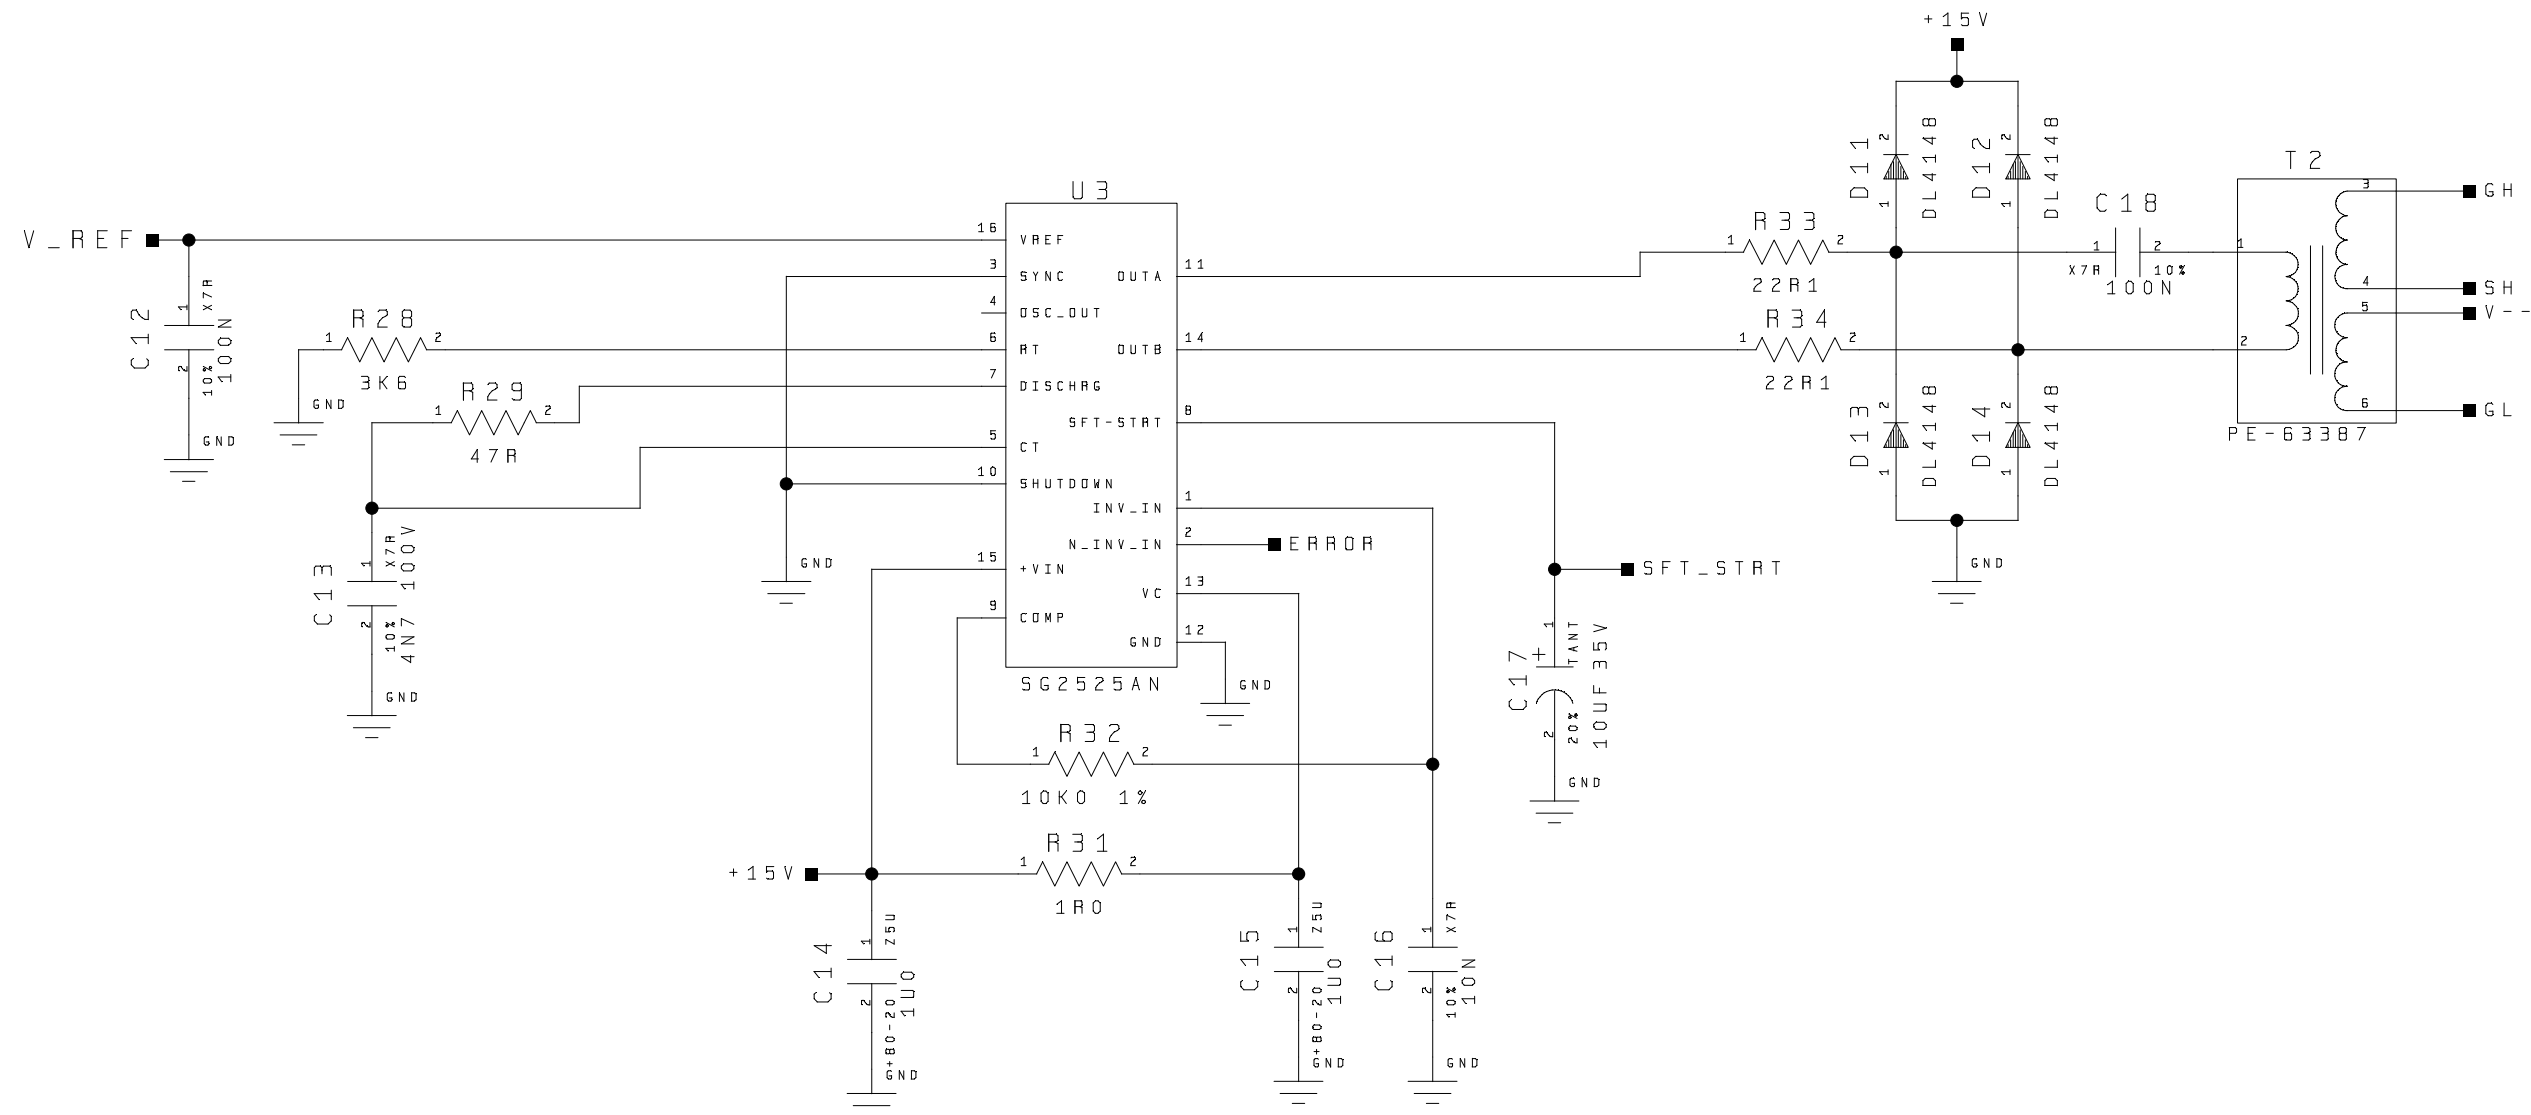 +15V
U3
T2
D11
2
1
DL4148
D12
2
1
DL4148
V_REF
16
VREF
3
SYNC
4
OSC_OUT
6
RT
7
DISCHRG
5
CT
10
SHUTDOWN
15
+VIN
9
COMP
OUTA
11
OUTB
14
SFT-STRT
8
INV_IN
1
N_INV_IN
2
VC
13
GND
12
SG2525AN
C12
1
X7R
2
10%
100N
GND
R28
1
2
3K6
GND
R29
1
2
47R
C13
1
X7R
100V
2
10%
4N7
GND
GND
ERROR
GND
R33
1
2
22R1
R34
1
2
22R1
C18
1
2
X7R
10%
100N
1
2
3
4
5
6
PE-63387
GH
SH
V--
GL
D13
2
1
DL4148
D14
2
1
DL4148
GND
SFT_STRT
C17
1
+
TANT
2
20%
10UF 35V
GND
R32
1
2
10K0 1%
R31
1
2
1R0
+15V
C14
1
Z5U
2
+80-20
1U0
GND
C15
1
Z5U
2
+80-20
1U0
GND
C16
1
X7R
2
10%
10N
GND